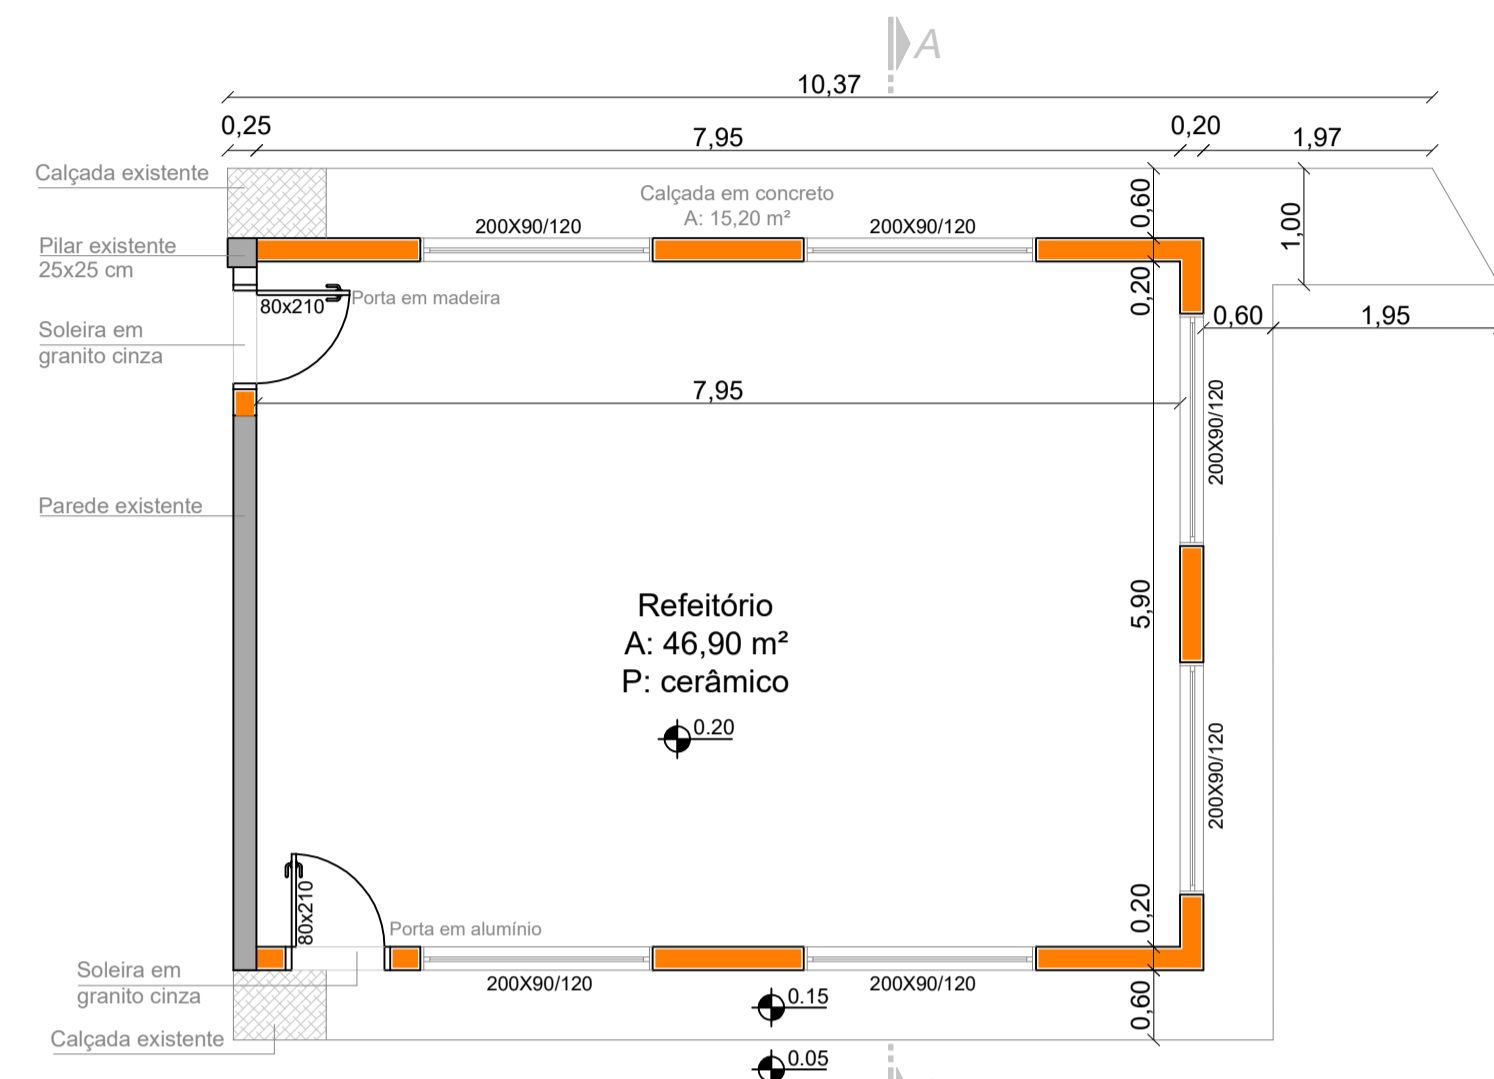 A
10,37
0,25
7,95
0,20
1,97
Calçada existente
Calçada em concreto
A: 15,20 m²
0,60
1,00
200X90/120
200X90/120
Pilar existente
25x25 cm
0,20
80x210
Porta em madeira
0,60
1,95
Soleira em
granito cinza
7,95
200X90/120
Parede existente
Refeitório
A: 46,90 m²
P: cerâmico
5,90
0.20
200X90/120
80x210
Porta em alumínio
0,20
Soleira em
granito cinza
200X90/120
200X90/120
0.15
0,60
Calçada existente
0.05